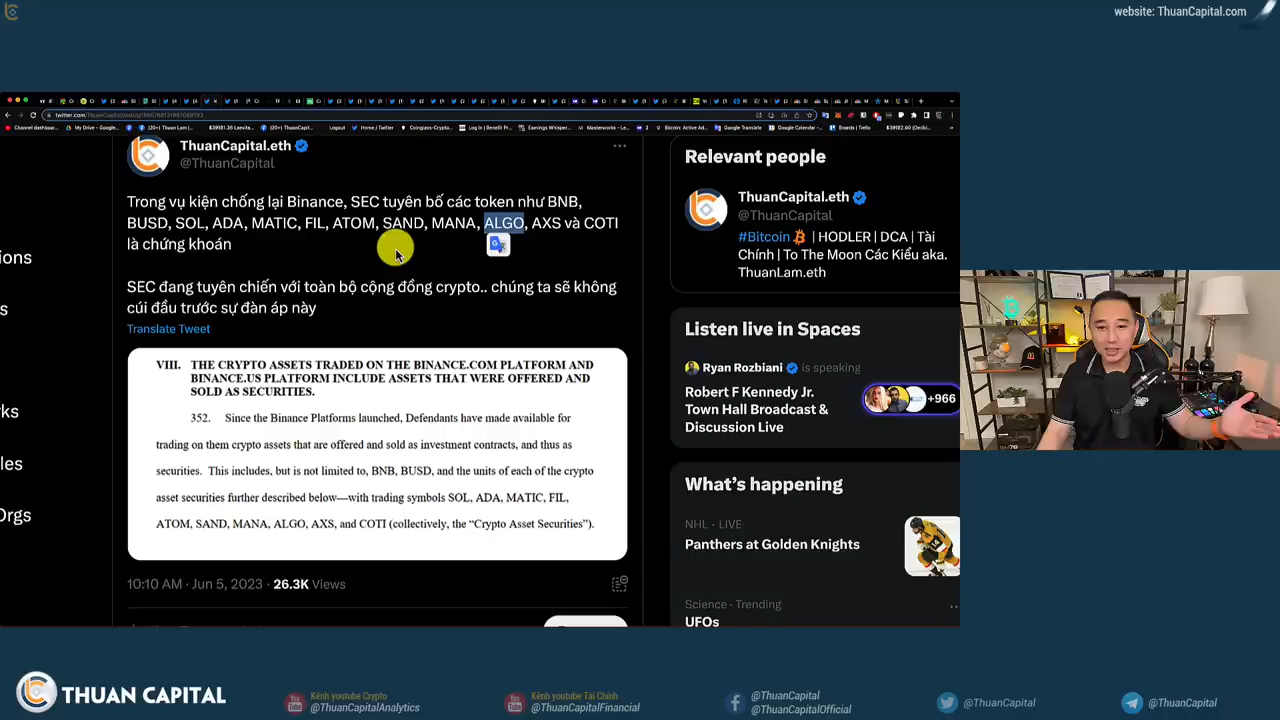 website: ThuanCapital.com
ThuanCapital.eth
@ThuanCapital
Trong vụ kiện chống lại Binance, SEC tuyên bố các token như BNB,
BUSD, SOL, ADA, MATIC, FIL, ATOM, SAND, MANA, ALGO, AXS và COTI
là chứng khoán
SEC đang tuyên chiến với toàn bộ cộng đồng crypto.. chúng ta sẽ không
cúi đầu trước sự đàn áp này
Translate Tweet
VIII. THE CRYPTO ASSETS TRADED ON THE BINANCE.COM PLATFORM AND
BINANCE.US PLATFORM INCLUDE ASSETS THAT WERE OFFERED AND
SOLD AS SECURITIES.
352. Since the Binance Platforms launched, Defendants have made available for
trading on them crypto assets that are offered and sold as investment contracts, and thus as
securities. This includes, but is not limited to, BNB, BUSD, and the units of each of the crypto
asset securities further described below—with trading symbols SOL, ADA, MATIC, FIL,
ATOM, SAND, MANA, ALGO, AXS, and COTI (collectively, the “Crypto Asset Securities”).
10:10 AM · Jun 5, 2023 · 26.3K Views
Relevant people
ThuanCapital.eth
@ThuanCapital
#Bitcoin | HODLER | DCA | Tài
Chính | To The Moon Các Kiểu aka.
ThuanLam.eth
Listen live in Spaces
Ryan Rozbiani is speaking
Robert F Kennedy Jr.
Town Hall Broadcast &
Discussion Live
+966
What’s happening
NHL · LIVE
Panthers at Golden Knights
Science · Trending
UFOs
ions
s
ks
les
Orgs
THUAN CAPITAL
Kênh youtube Crypto
@ThuanCapitalAnalytics
Kênh youtube Tài Chính
@ThuanCapitalFinancial
@ThuanCapital
@ThuanCapitalOfficial
@ThuanCapital
@ThuanCapital